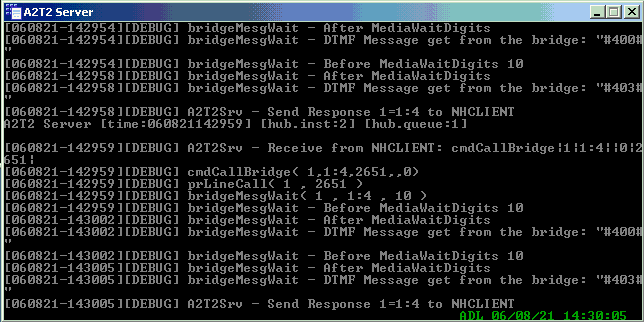 A2T2 Server
[060821-142954][DEBUG] bridgeMesgWait - After MediaWaitDigits
[060821-142954][DEBUG] bridgeMesgWait - DTMF Message get from the bridge: "#400#
"
[060821-142954][DEBUG] bridgeMesgWait - Before MediaWaitDigits 10
[060821-142958][DEBUG] bridgeMesgWait - After MediaWaitDigits
[060821-142958][DEBUG] bridgeMesgWait - DTMF Message get from the bridge: "#403#
"
[060821-142958][DEBUG] A2T2Srv - Send Response 1=1:4 to NHCLIENT
A2T2 Server [time:060821142959] [hub.inst:2] [hub.queue:1]
[060821-142959][DEBUG] A2T2Srv - Receive from NHCLIENT: cmdCallBridge¦1¦1:4¦¦0¦2
651¦
[060821-142959][DEBUG] cmdCallBridge( 1,1:4,2651,,0)
[060821-142959][DEBUG] prLineCall( 1 , 2651 )
[060821-142959][DEBUG] bridgeMesgWait( 1 , 1:4 , 10 )
[060821-142959][DEBUG] bridgeMesgWait - Before MediaWaitDigits 10
[060821-143002][DEBUG] bridgeMesgWait - After MediaWaitDigits
[060821-143002][DEBUG] bridgeMesgWait - DTMF Message get from the bridge: "#400#
"
[060821-143002][DEBUG] bridgeMesgWait - Before MediaWaitDigits 10
[060821-143005][DEBUG] bridgeMesgWait - After MediaWaitDigits
[060821-143005][DEBUG] bridgeMesgWait - DTMF Message get from the bridge: "#403#
"
[060821-143005][DEBUG] A2T2Srv - Send Response 1=1:4 to NHCLIENT
ADL 06/08/21 14:30:05